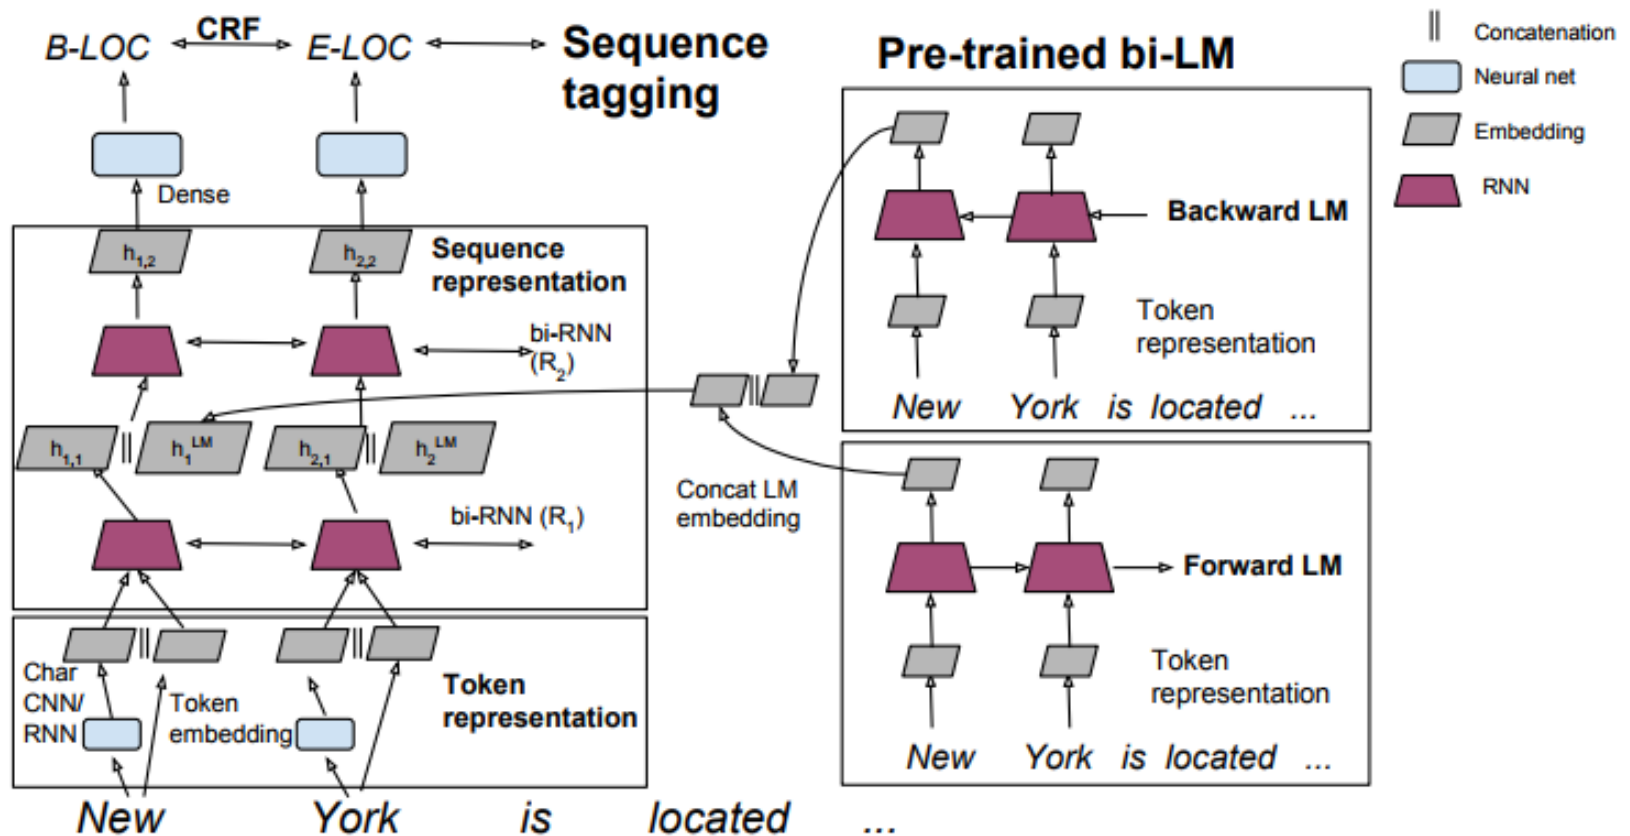 B-LOC CRF E-LOC Sequence
tagging
Dense
h1,2 h2,2 Sequence
representation
bi-RNN
(R2)
h1,1 || h1LM h2,1 || h2LM
bi-RNN (R1)
Char
CNN/
RNN
Token
embedding
Token
representation
New York is located ...
||
Concat LM
embedding
Pre-trained bi-LM
Backward LM
Token
representation
New York is located ...
Forward LM
Token
representation
New York is located ...
|| Concatenation
Neural net
Embedding
RNN